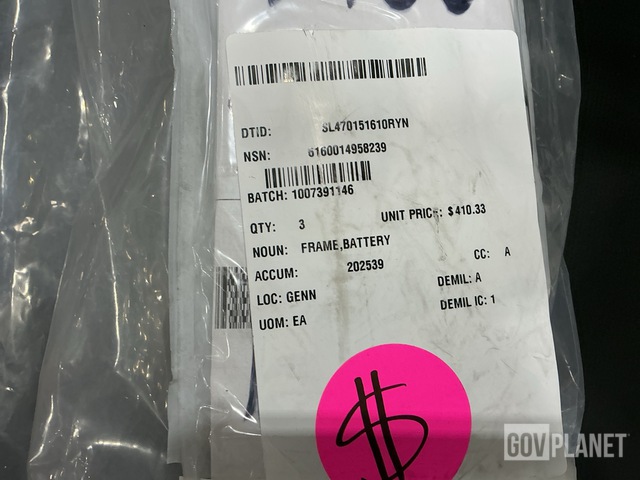 DTID: SL470151610RYN
NSN: 6160014958239
BATCH: 1007391146
QTY: 3 UNIT PRICE: $410.33
NOUN: FRAME,BATTERY
ACCUM: 202539 CC: A
LOC: GENN DEMIL: A
UOM: EA DEMIL IC: 1
$
GOVPLANET